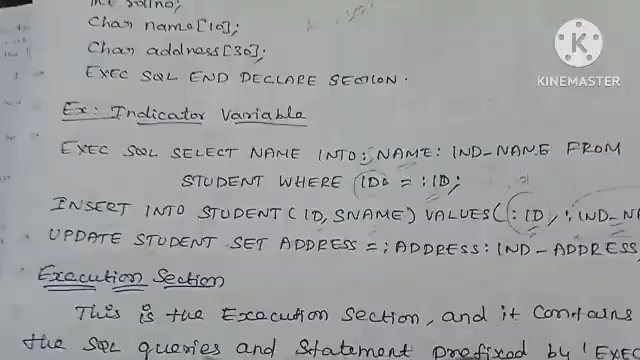 Char name[10];
Char address[30];
EXEC SQL END DECLARE SECTION.
Ex: Indicator Variable
EXEC SQL SELECT NAME INTO: NAME: IND-NAME FROM
STUDENT WHERE ID = :ID;
INSERT INTO STUDENT (ID, SNAME) VALUES(:ID, :IND-N
UPDATE STUDENT SET ADDRESS = :ADDRESS: IND-ADDRESS
Execution Section
This is the Execution Section, and it contains
the SQL queries and Statement prefixed by 'EXEC
K
KINEMASTER